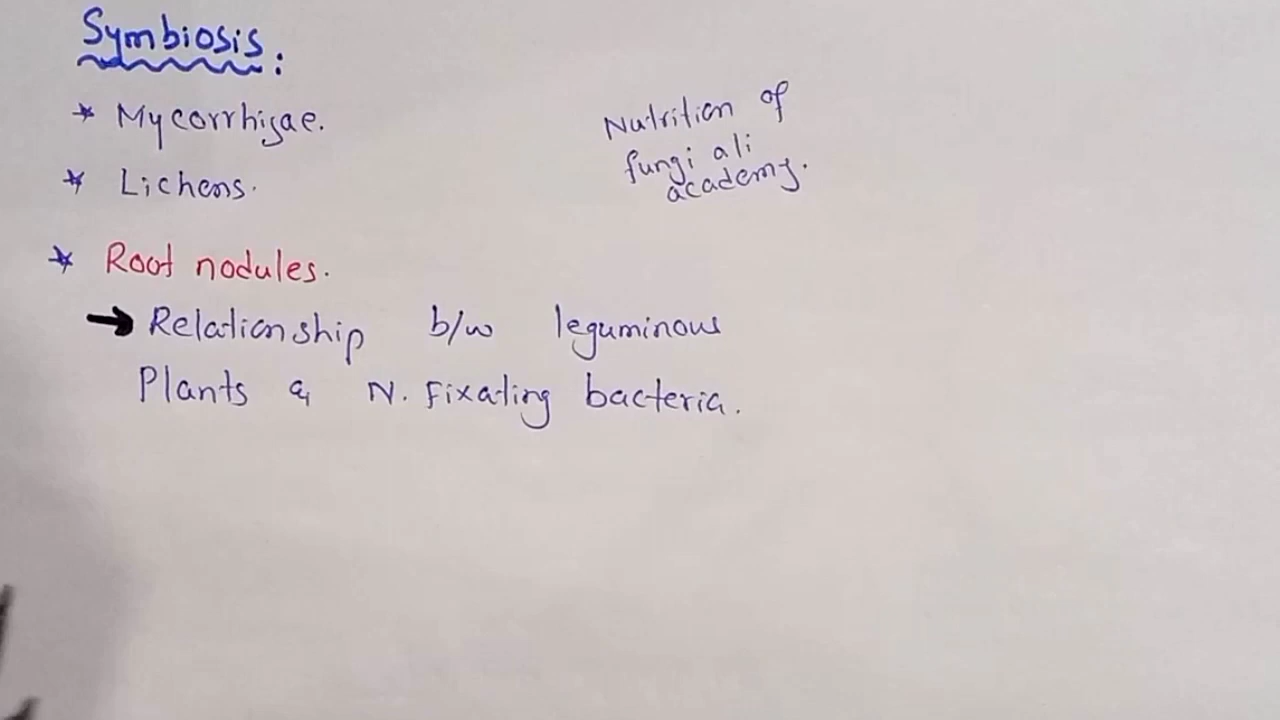 Symbiosis:
* Mycorrhizae.
* Lichens.
Nutrition of
fungi ali
academy.
* Root nodules.
→ Relationship b/w leguminous
Plants & N. Fixating bacteria.